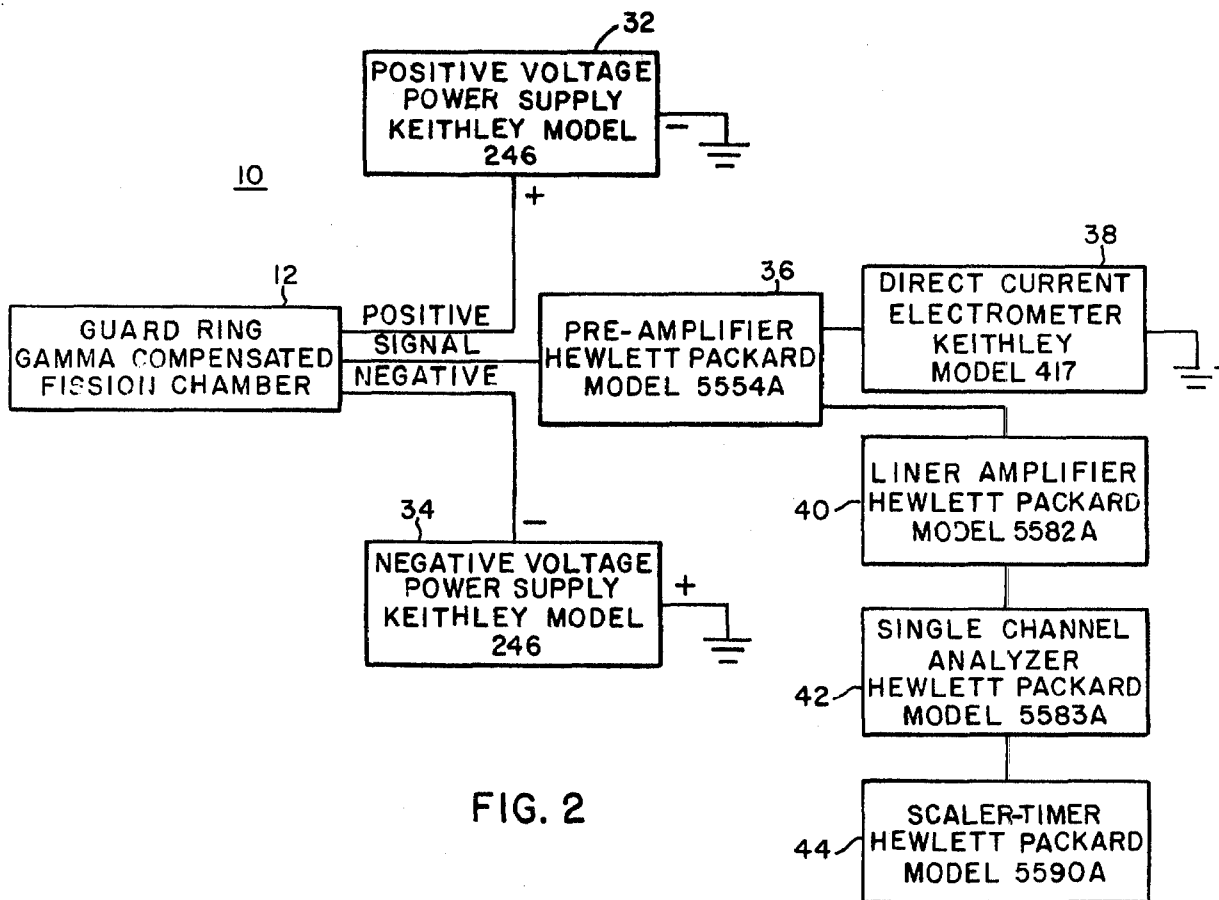 32
POSITIVE VOLTAGE
POWER SUPPLY
KEITHLEY MODEL
246
−
+
10
12
GUARD RING
GAMMA COMPENSATED
FISSION CHAMBER
POSITIVE
SIGNAL
NEGATIVE
36
PRE-AMPLIFIER
HEWLETT PACKARD
MODEL 5554A
38
DIRECT CURRENT
ELECTROMETER
KEITHLEY
MODEL 417
34
−
NEGATIVE VOLTAGE
POWER SUPPLY
KEITHLEY MODEL
246
+
40
LINER AMPLIFIER
HEWLETT PACKARD
MODEL 5582A
42
SINGLE CHANNEL
ANALYZER
HEWLETT PACKARD
MODEL 5583A
44
SCALER-TIMER
HEWLETT PACKARD
MODEL 5590A
FIG. 2